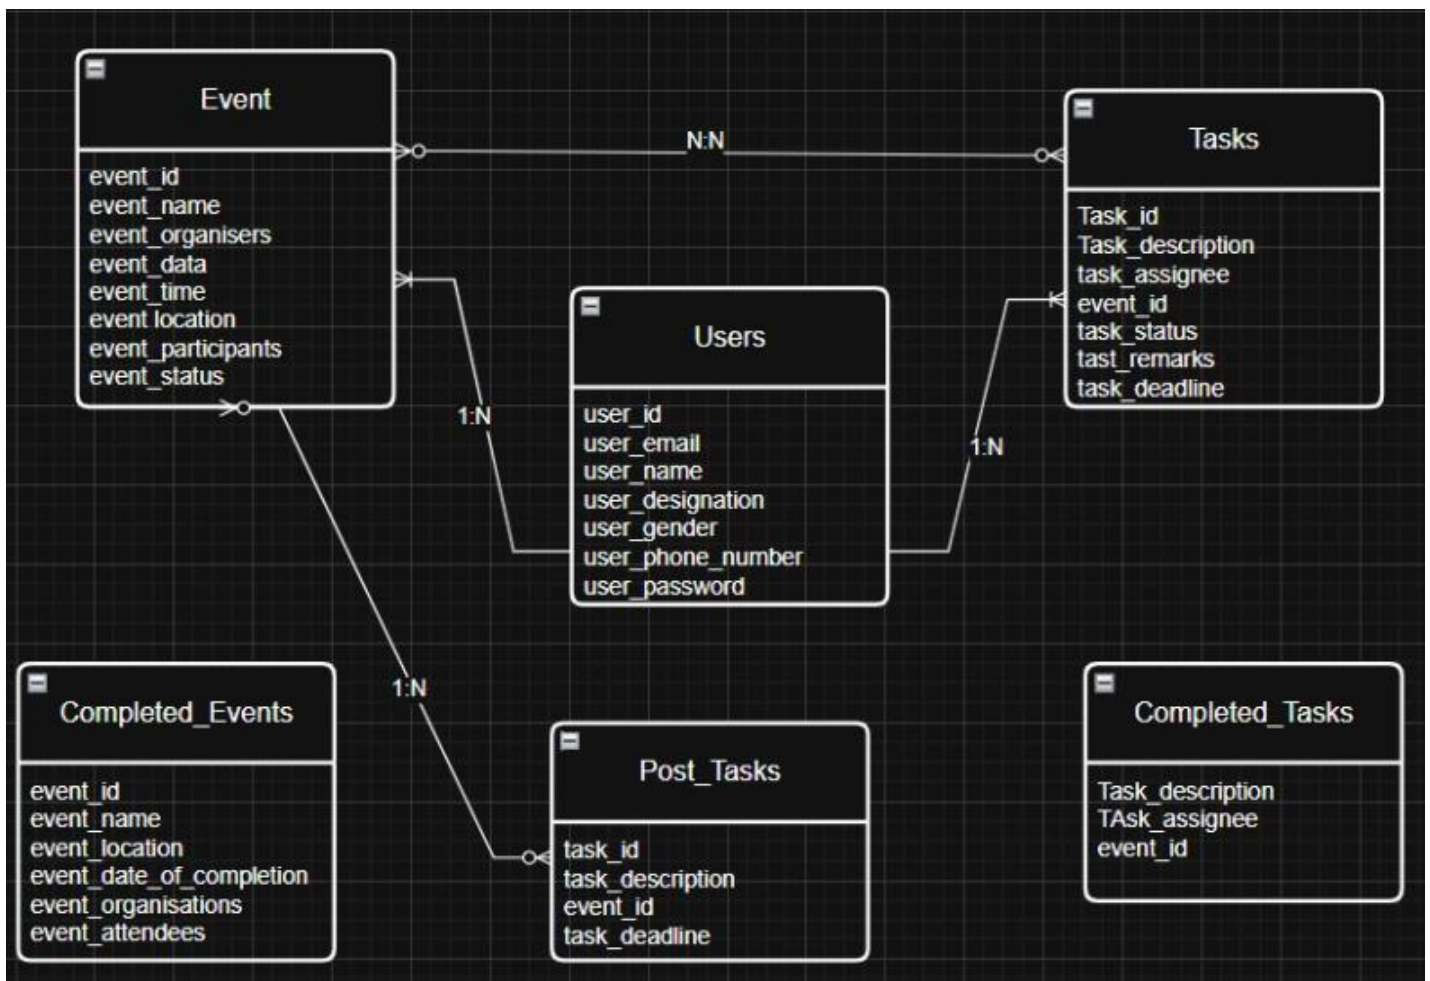 Event
event_id
event_name
event_organisers
event_data
event_time
event location
event_participants
event_status
N:N
Tasks
Task_id
Task_description
task_assignee
event_id
task_status
tast_remarks
task_deadline
Users
user_id
user_email
user_name
user_designation
user_gender
user_phone_number
user_password
1:N
1:N
1:N
Completed_Events
event_id
event_name
event_location
event_date_of_completion
event_organisations
event_attendees
Post_Tasks
task_id
task_description
event_id
task_deadline
Completed_Tasks
Task_description
TAsk_assignee
event_id